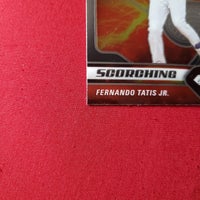 SCORCHING
FERNANDO TATIS JR.